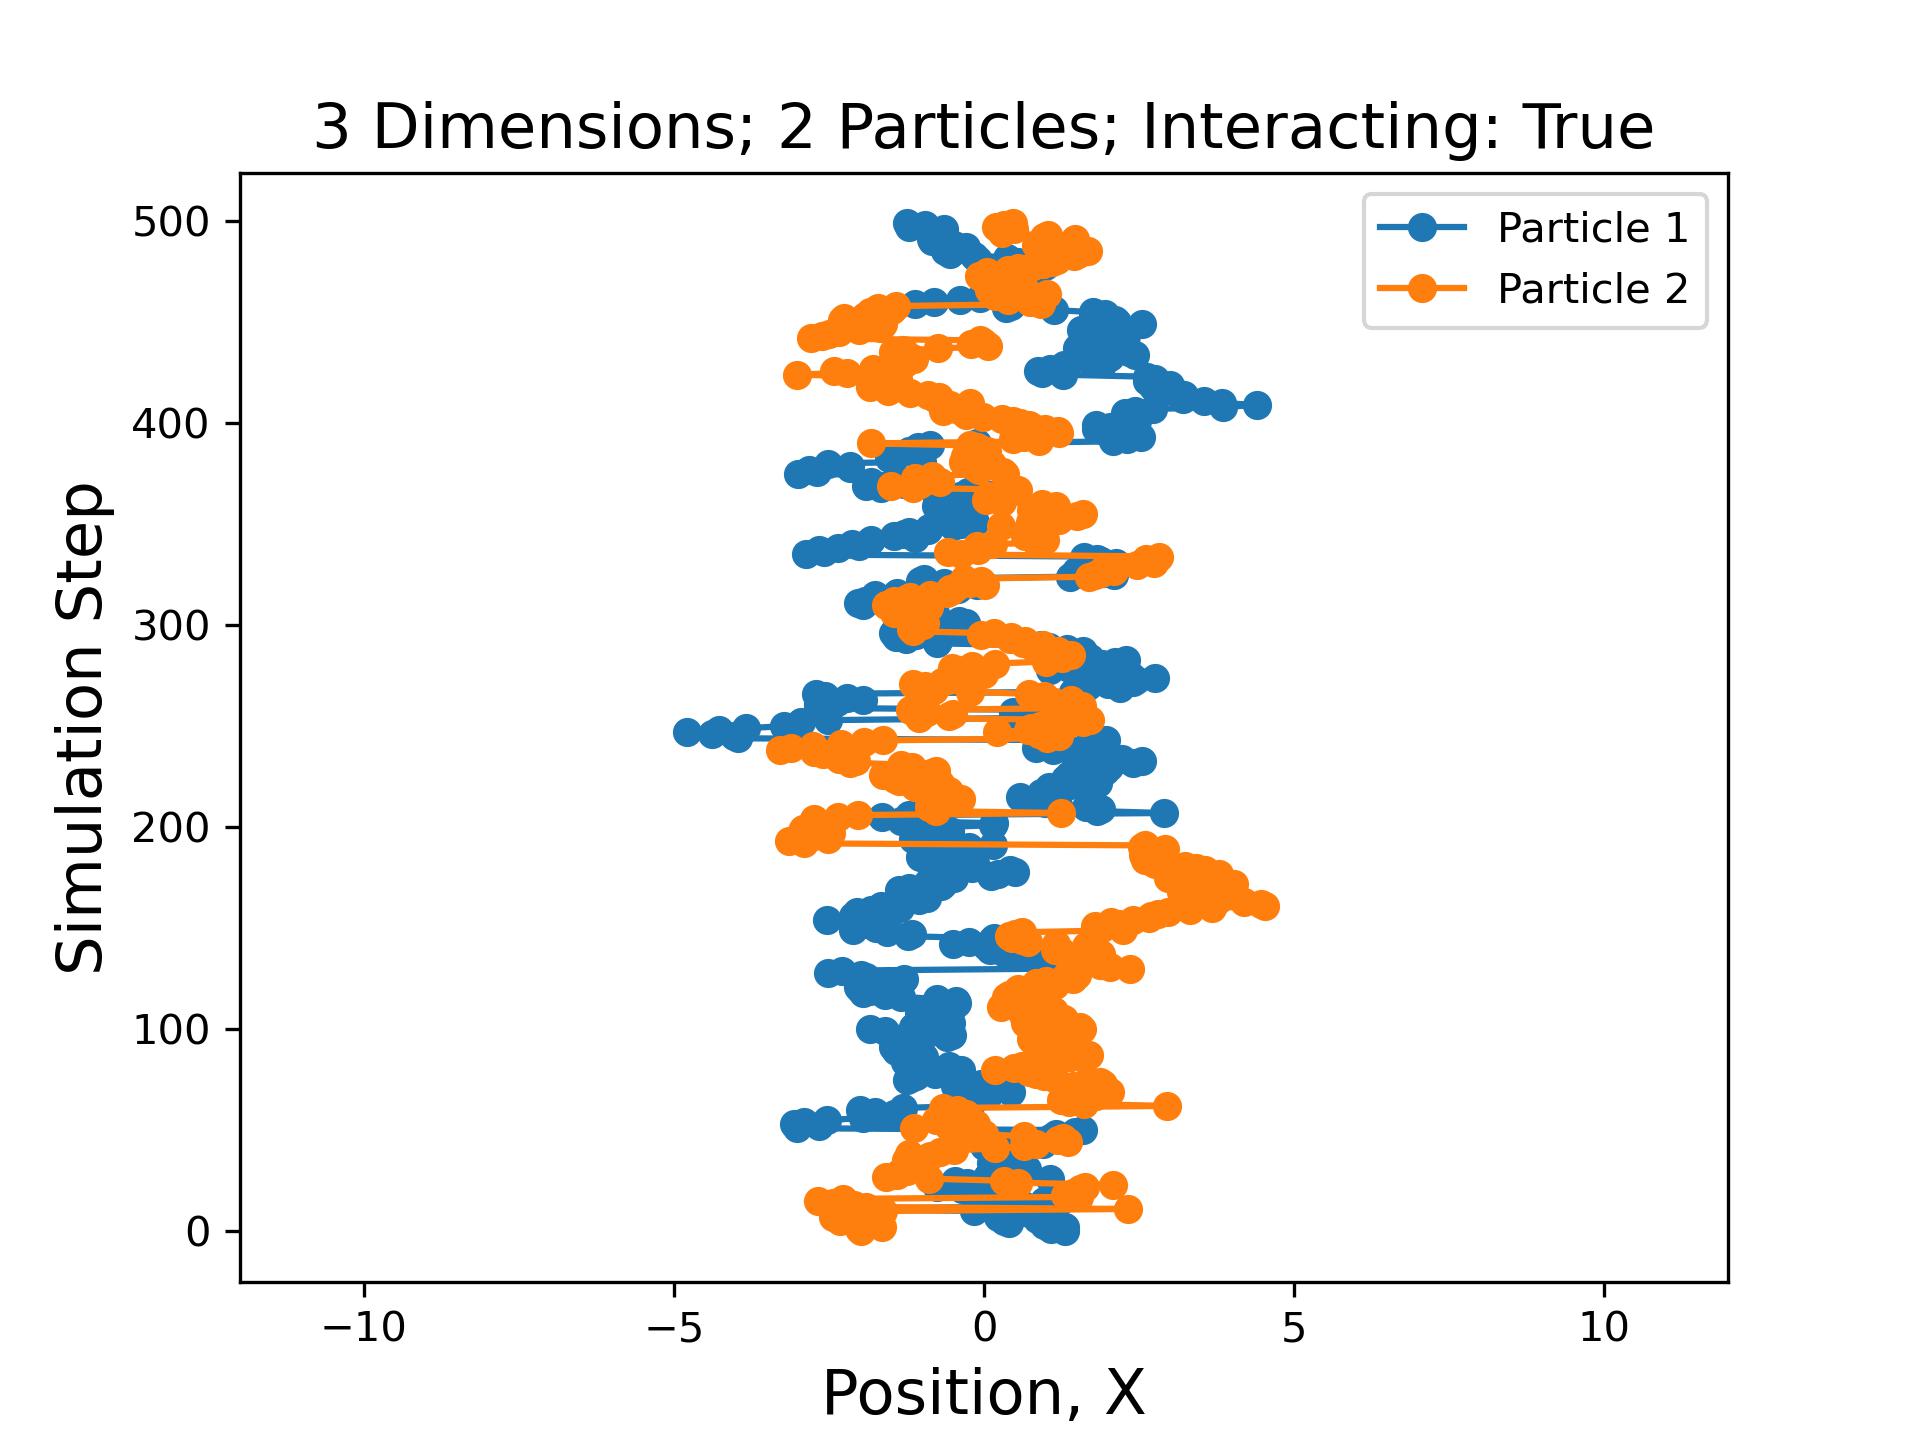 3 Dimensions; 2 Particles; Interacting: True
Particle 1
Particle 2
Simulation Step
500
400
300
200
100
0
−10
−5
0
5
10
Position, X